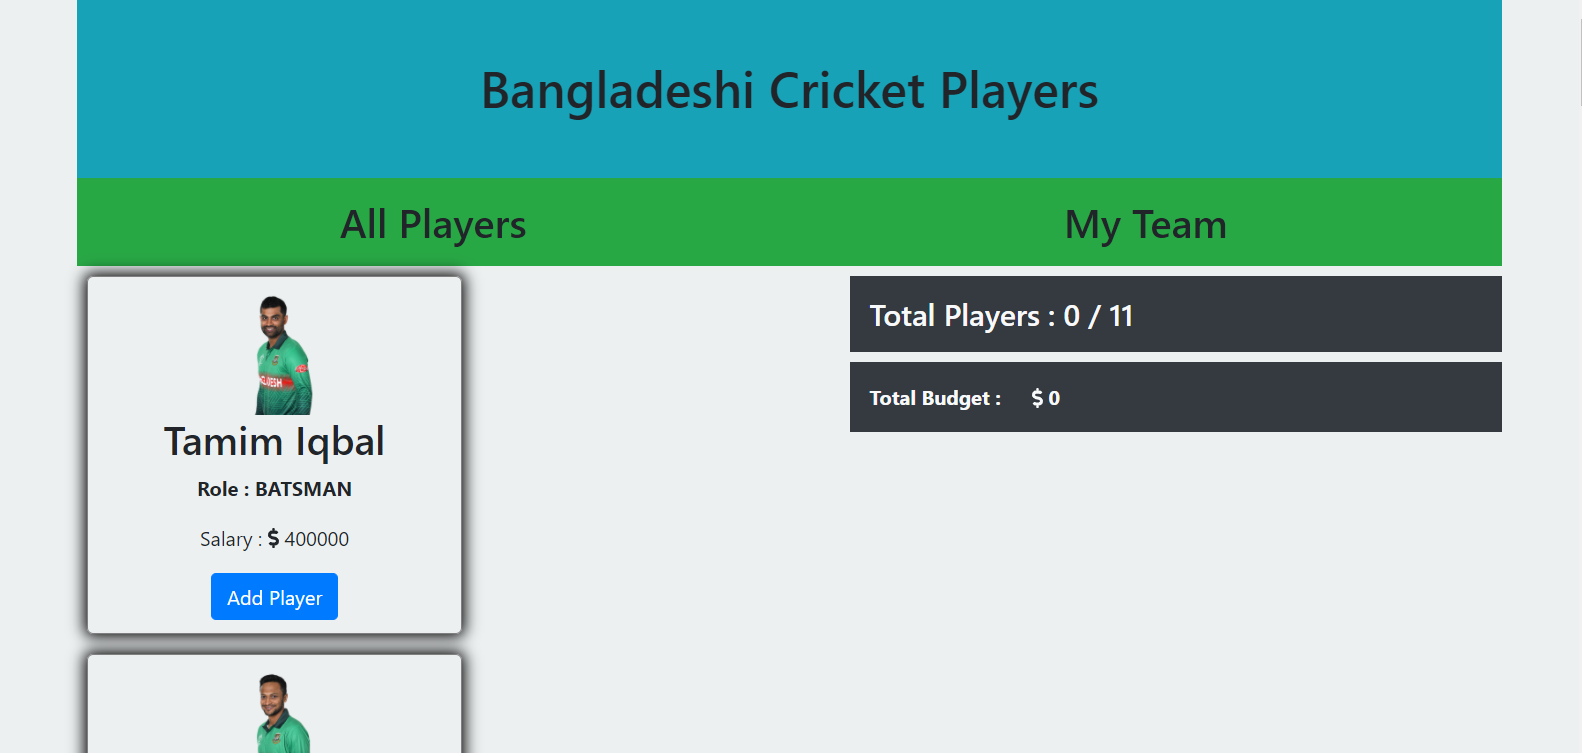 Bangladeshi Cricket Players
All Players
My Team
Tamim Iqbal
Role : BATSMAN
Salary : $ 400000
Add Player
Total Players : 0 / 11
Total Budget : $ 0